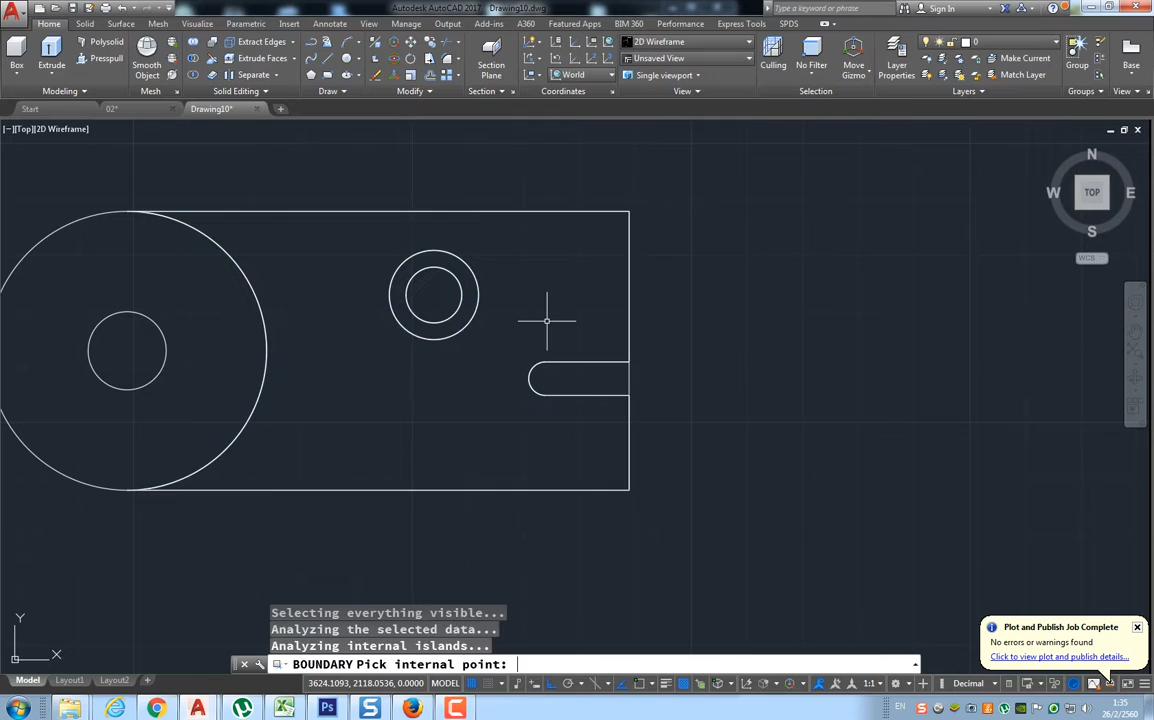 Autodesk AutoCAD 2017 Drawing10.dwg
Type a keyword or phrase
Sign In
Home Solid Surface Mesh Visualize Parametric Insert Annotate View Manage Output Add-ins A360 Featured Apps BIM 360 Performance Express Tools SPDS
Polysolid
Presspull
Box
Extrude
Smooth Object
Extract Edges
Extrude Faces
Separate
Section Plane
World
2D Wireframe
Unsaved View
Single viewport
Culling
No Filter
Move Gizmo
Layer Properties
0
Make Current
Match Layer
Group
Base
Modeling Mesh Solid Editing Draw Modify Section Coordinates View Selection Layers Groups View
Start 02* Drawing10*
[−][Top][2D Wireframe]
N
W TOP E
S
WCS
Y
X
Selecting everything visible...
Analyzing the selected data...
Analyzing internal islands...
BOUNDARY Pick internal point:
Plot and Publish Job Complete
No errors or warnings found
Click to view plot and publish details...
Model Layout1 Layout2
3624.1093, 2118.0536, 0.0000 MODEL
1:1
Decimal
EN
1:35
26/2/2560